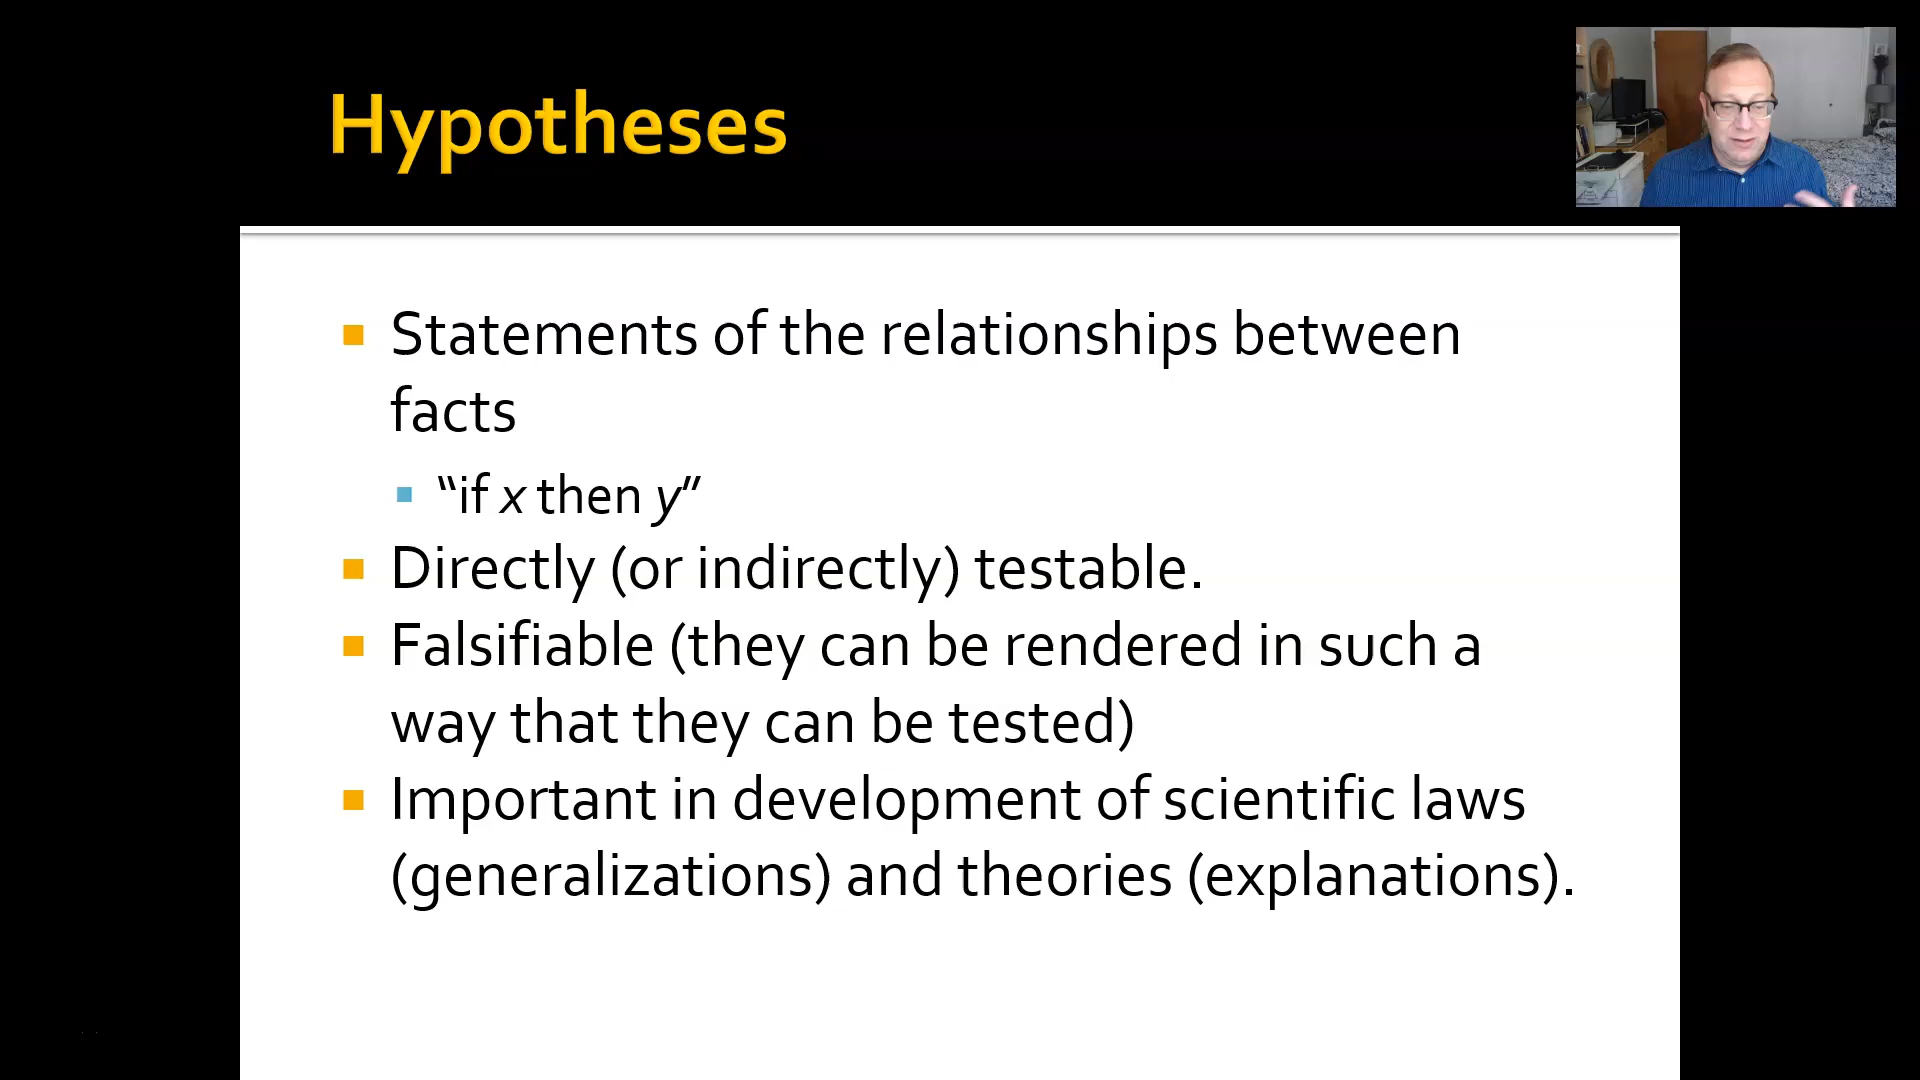 Hypotheses
Statements of the relationships between
facts
“if x then y”
Directly (or indirectly) testable.
Falsifiable (they can be rendered in such a
way that they can be tested)
Important in development of scientific laws
(generalizations) and theories (explanations).